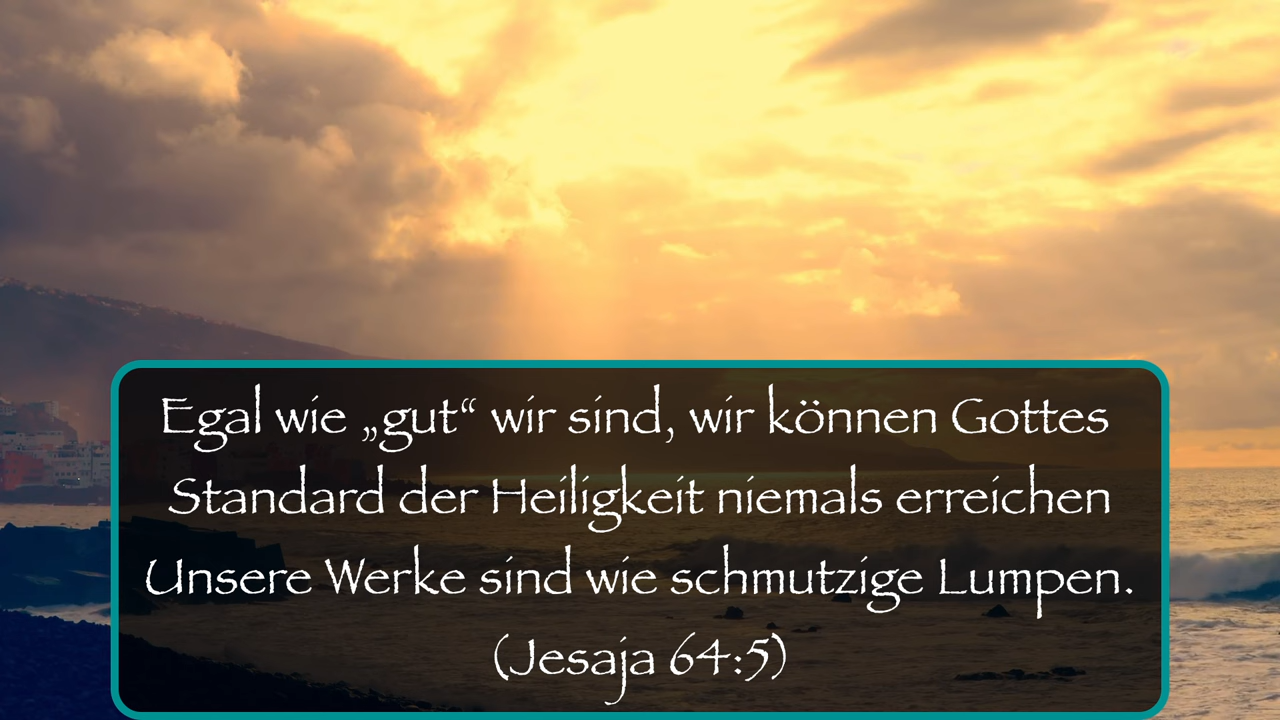 Egal wie „gut“ wir sind, wir können Gottes
Standard der Heiligkeit niemals erreichen
Unsere Werke sind wie schmutzige Lumpen.
(Jesaja 64:5)